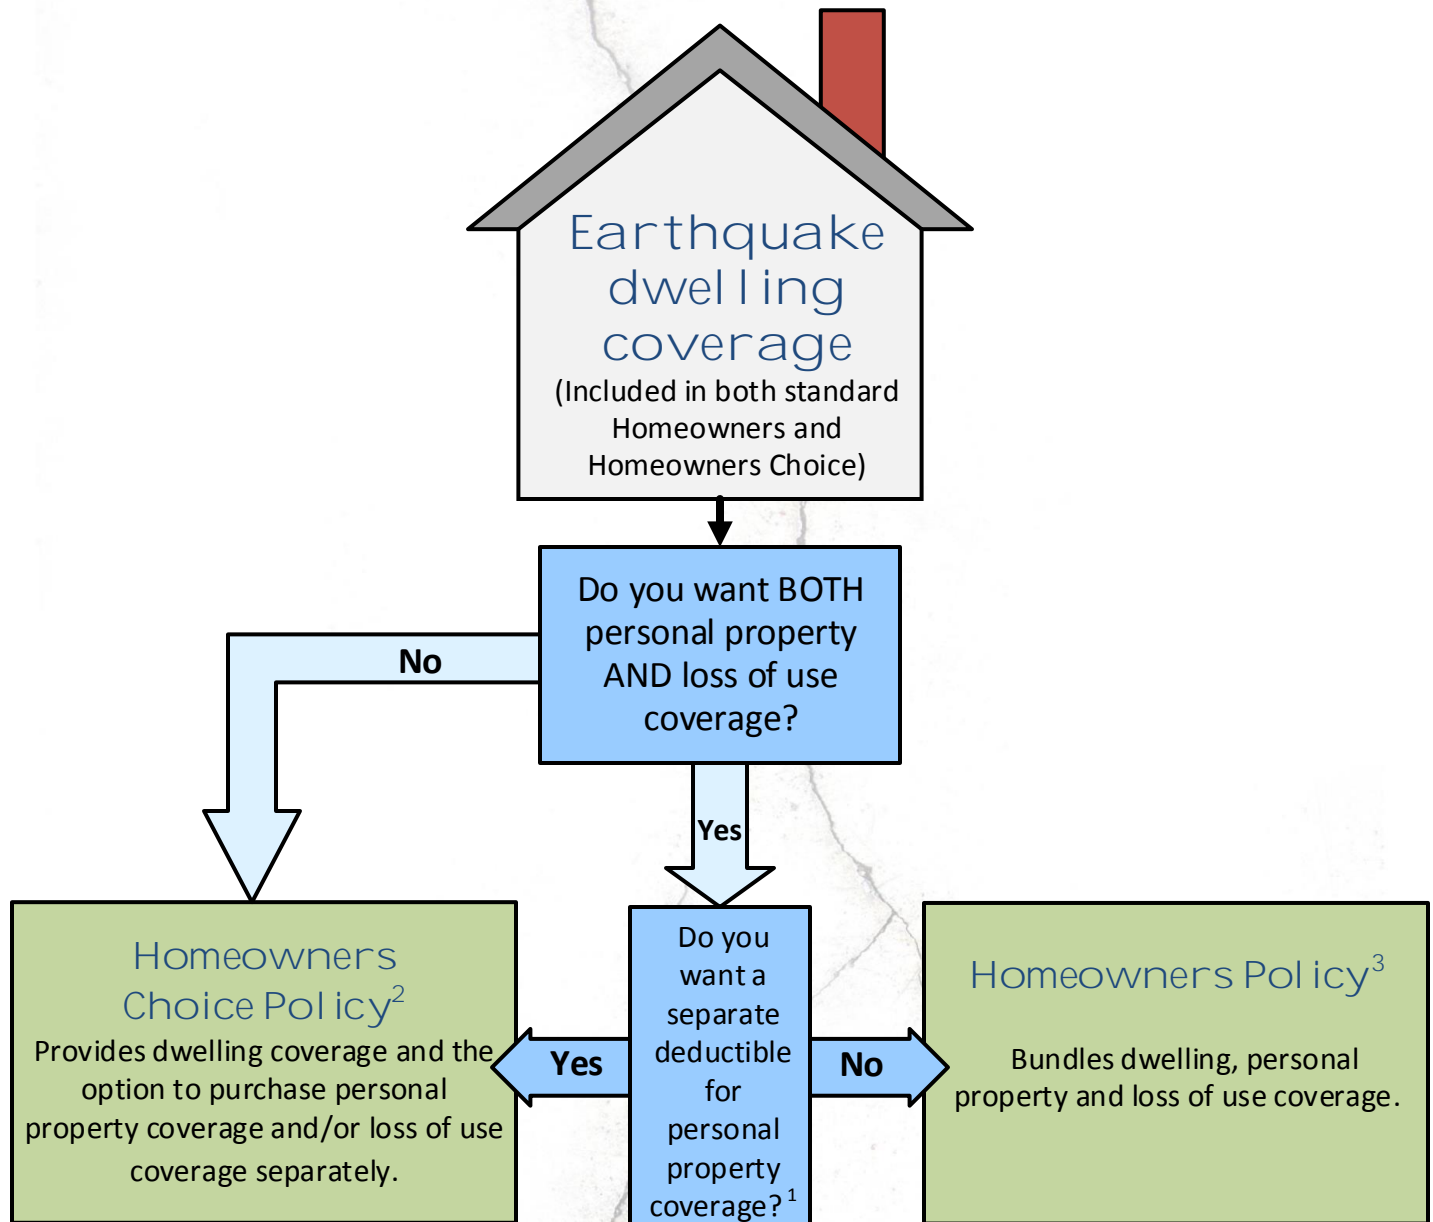 Earthquake
dwelling
coverage
(Included in both standard
Homeowners and
Homeowners Choice)
Do you want BOTH
personal property
AND loss of use
coverage?
No
Yes
Homeowners
Choice Policy²
Provides dwelling coverage and the
option to purchase personal
property coverage and/or loss of use
coverage separately.
Yes
Do you
want a
separate
deductible
for
personal
property
coverage?¹
No
Homeowners Policy³
Bundles dwelling, personal
property and loss of use coverage.